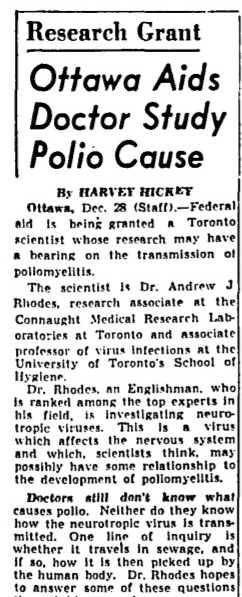 Research Grant
Ottawa Aids
Doctor Study
Polio Cause
By HARVEY HICKEY
Ottawa, Dec. 28 (Staff).—Federal
aid is being granted a Toronto
scientist whose research may have
a bearing on the transmission of
poliomyelitis.
The scientist is Dr. Andrew J
Rhodes, research associate at the
Connaught Medical Research Lab-
oratories at Toronto and associate
professor of virus infections at the
University of Toronto's School of
Hygiene.
Dr. Rhodes, an Englishman, who
is ranked among the top experts in
his field, is investigating neuro-
tropic viruses. This is a virus
which affects the nervous system
and which, scientists think, may
possibly have some relationship to
the development of poliomyelitis.
Doctors still don't know what
causes polio. Neither do they know
how the neurotropic virus is trans-
mitted. One line of inquiry is
whether it travels in sewage, and
if so, how it is then picked up by
the human body. Dr. Rhodes hopes
to answer some of these questions